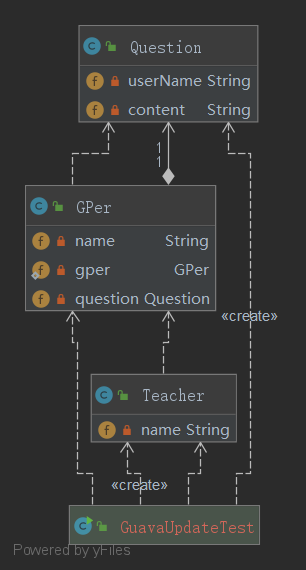 Question
userName String
content String
1
1
GPer
name String
gper GPer
question Question
«create»
Teacher
name String
«create»
GuavaUpdateTest
Powered by yFiles